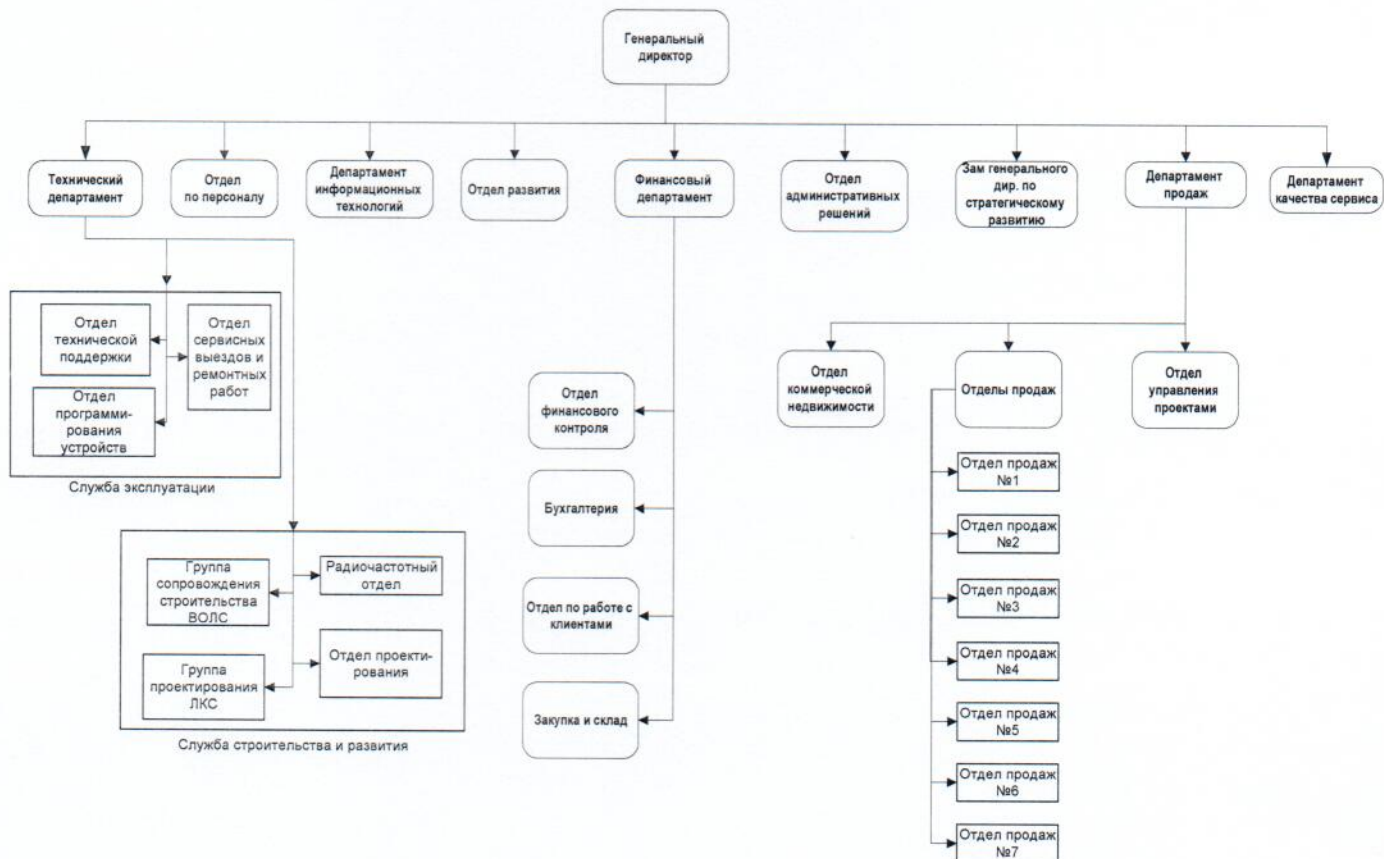 Генеральный
директор
Технический
департамент
Отдел
по персоналу
Департамент
информационных
технологий
Отдел развития
Финансовый
департамент
Отдел
административных
решений
Зам генерального
дир. по
стратегическому
развитию
Департамент
продаж
Департамент
качества сервиса
Отдел
технической
поддержки
Отдел
сервисных
выездов и
ремонтных
работ
Отдел
программи-
рования
устройств
Служба эксплуатации
Группа
сопровождения
строительства
ВОЛС
Радиочастотный
отдел
Группа
проектирования
ЛКС
Отдел проекти-
рования
Служба строительства и развития
Отдел
финансового
контроля
Бухгалтерия
Отдел по работе с
клиентами
Закупка и склад
Отдел
коммерческой
недвижимости
Отделы продаж
Отдел
управления
проектами
Отдел продаж
№1
Отдел продаж
№2
Отдел продаж
№3
Отдел продаж
№4
Отдел продаж
№5
Отдел продаж
№6
Отдел продаж
№7